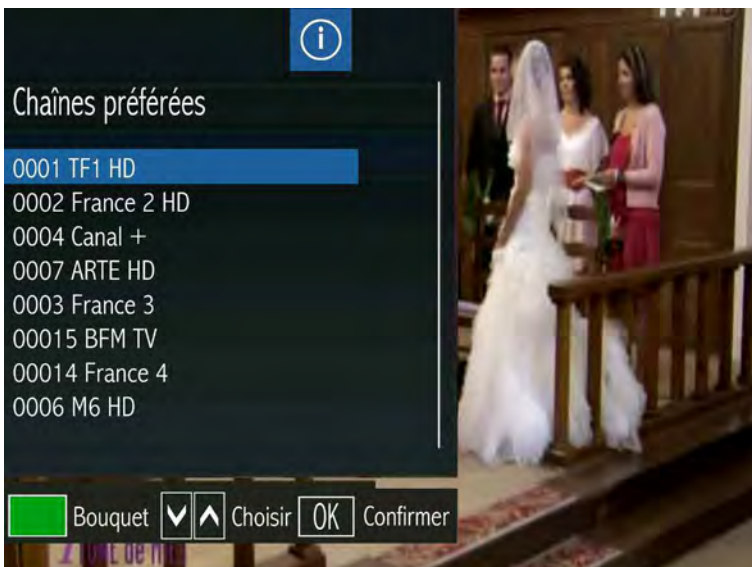 i
Chaînes préférées
0001 TF1 HD
0002 France 2 HD
0004 Canal +
0007 ARTE HD
0003 France 3
00015 BFM TV
00014 France 4
0006 M6 HD
Bouquet Choisir OK Confirmer